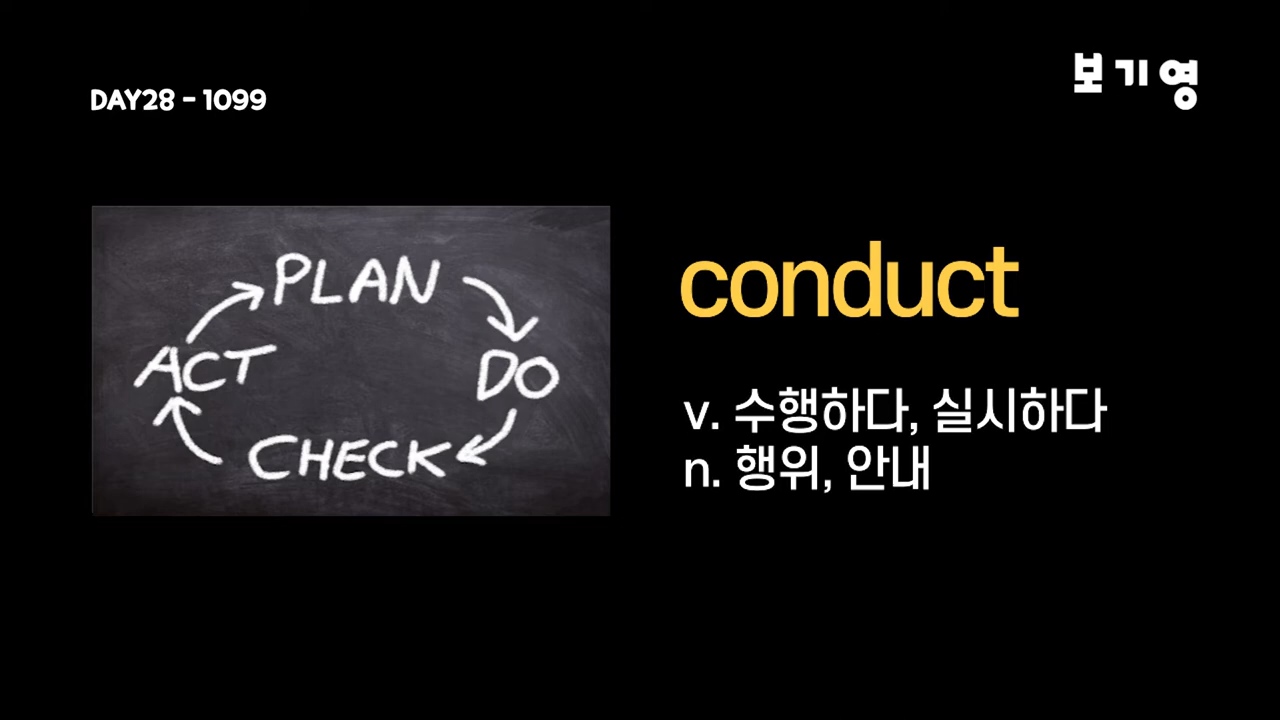 DAY28 - 1099
보기영
PLAN
ACT
DO
CHECK
conduct
v. 수행하다, 실시하다
n. 행위, 안내